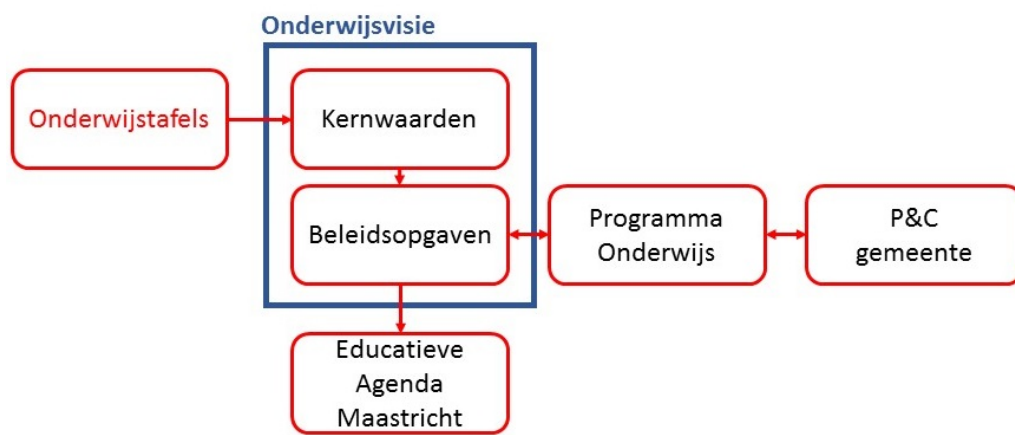 Onderwijsvisie
Onderwijstafels
Kernwaarden
Beleidsopgaven
Programma
Onderwijs
P&C
gemeente
Educatieve
Agenda
Maastricht